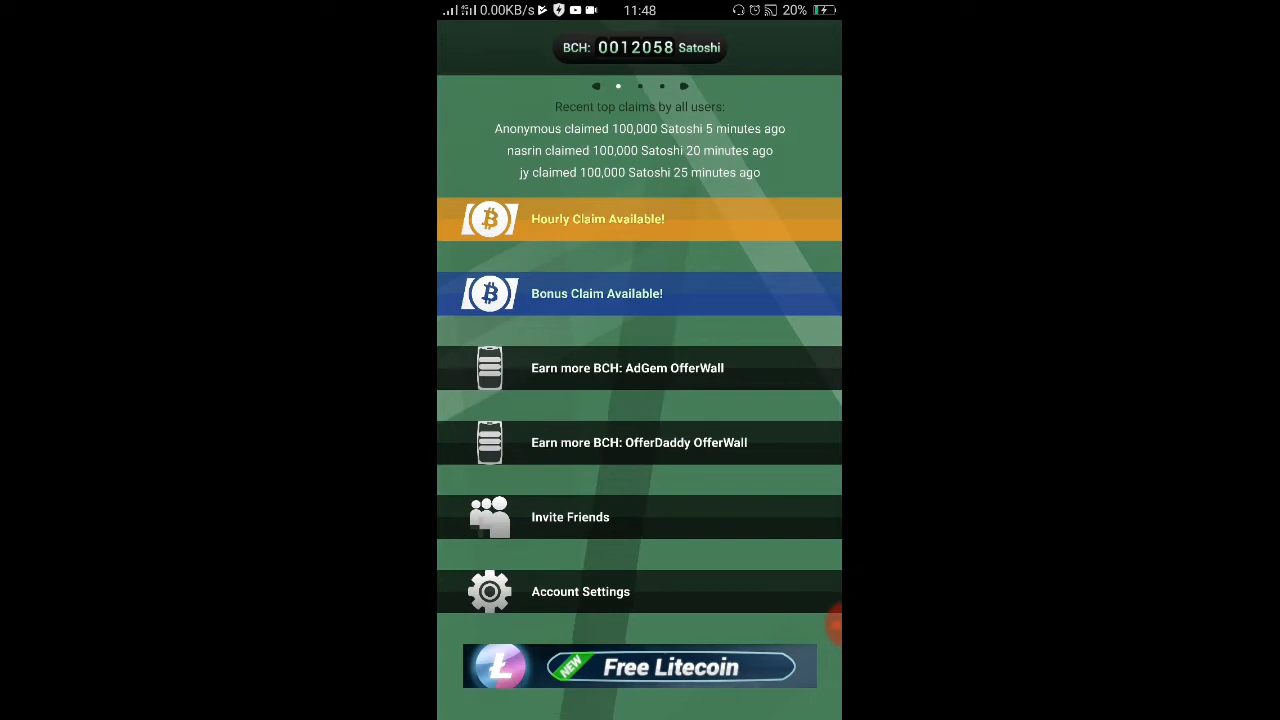 0.00KB/s 11:48 20%
BCH: 0012058 Satoshi
Recent top claims by all users:
Anonymous claimed 100,000 Satoshi 5 minutes ago
nasrin claimed 100,000 Satoshi 20 minutes ago
jy claimed 100,000 Satoshi 25 minutes ago
Hourly Claim Available!
Bonus Claim Available!
Earn more BCH: AdGem OfferWall
Earn more BCH: OfferDaddy OfferWall
Invite Friends
Account Settings
NEW Free Litecoin